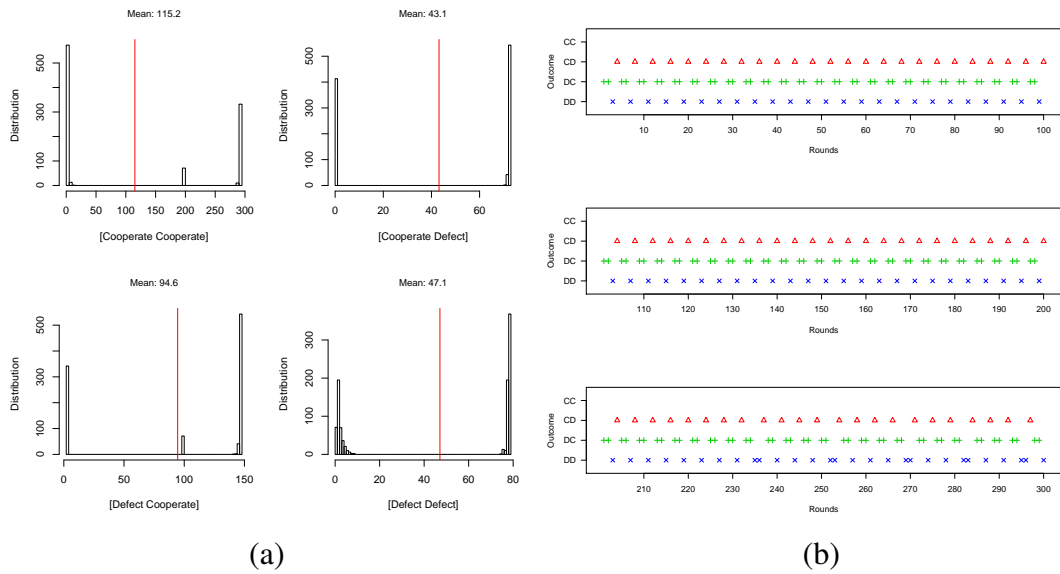 Mean: 115.2
Distribution
0 100 300 500
0 50 100 150 200 250 300
[Cooperate Cooperate]
Mean: 43.1
Distribution
0 100 300 500
0 20 40 60
[Cooperate Defect]
Mean: 94.6
Distribution
0 100 300 500
0 50 100 150
[Defect Cooperate]
Mean: 47.1
Distribution
0 100 200 300
0 20 40 60 80
[Defect Defect]
(a)
Outcome
CC
CD
DC
DD
10 20 30 40 50 60 70 80 90 100
Rounds
Outcome
CC
CD
DC
DD
110 120 130 140 150 160 170 180 190 200
Rounds
Outcome
CC
CD
DC
DD
210 220 230 240 250 260 270 280 290 300
Rounds
(b)